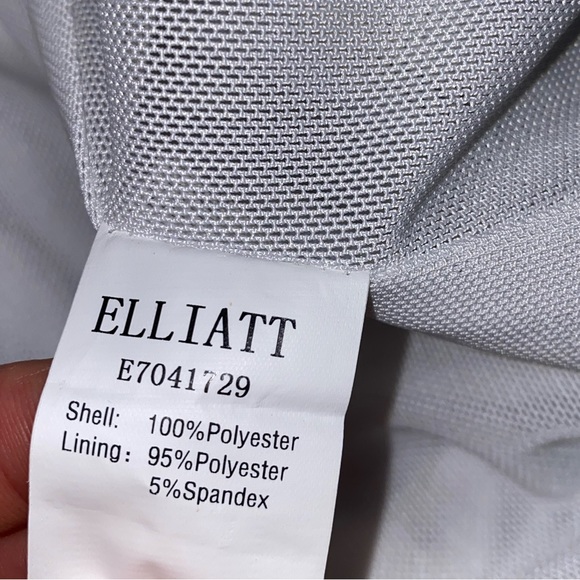 ELLIATT
E7041729
Shell: 100%Polyester
Lining: 95%Polyester
5%Spandex